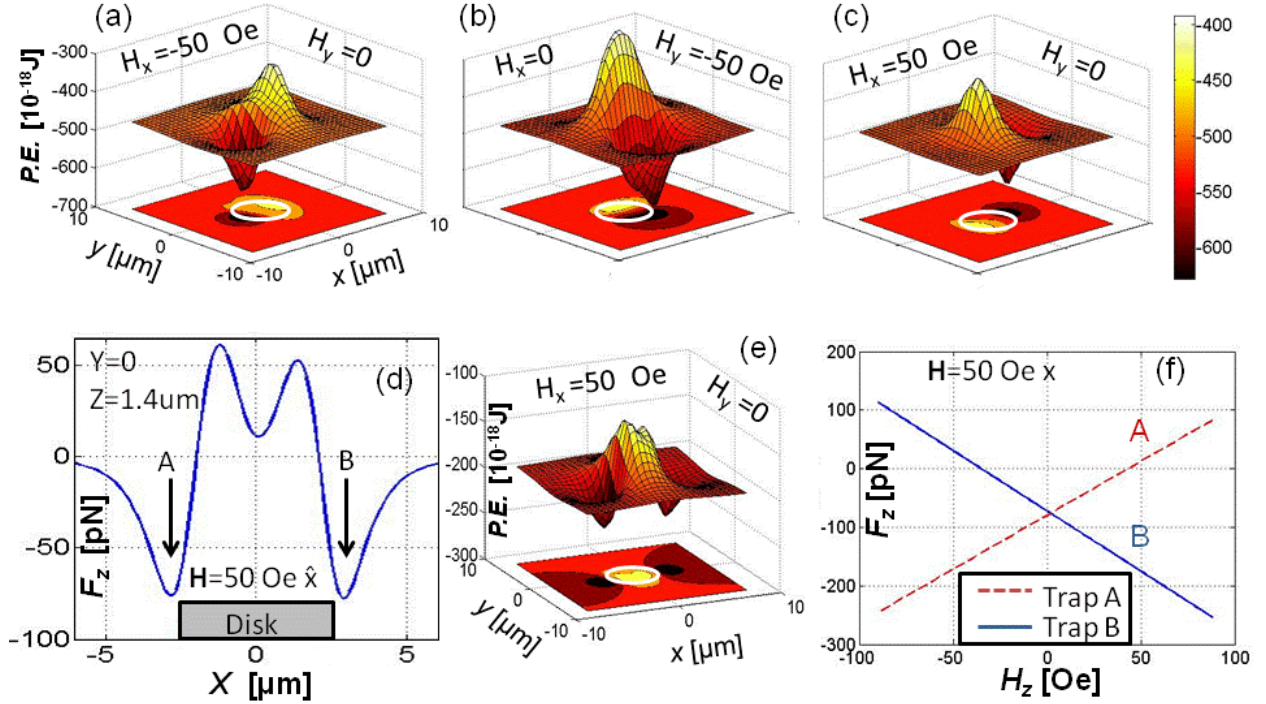 (a)
(b)
(c)
Hx=-50 Oe
Hy=0
Hx=0
Hy=-50 Oe
Hx=50 Oe
Hy=0
P.E. [10-18J]
-300
-400
-500
-600
-700
10
0
-10
-10
0
10
y [µm]
x [µm]
-400
-450
-500
-550
-600
(d)
Y=0
Z=1.4um
A
B
H=50 Oe x̂
Disk
Fz [pN]
50
0
-50
-100
-5
0
5
X [µm]
(e)
Hx=50 Oe
Hy=0
P.E. [10-18J]
-100
-150
-200
-250
-300
10
0
-10
-10
0
10
y [µm]
x [µm]
(f)
H=50 Oe x
A
B
Trap A
Trap B
Fz [pN]
200
100
0
-100
-200
-300
-100
-50
0
50
100
Hz [Oe]